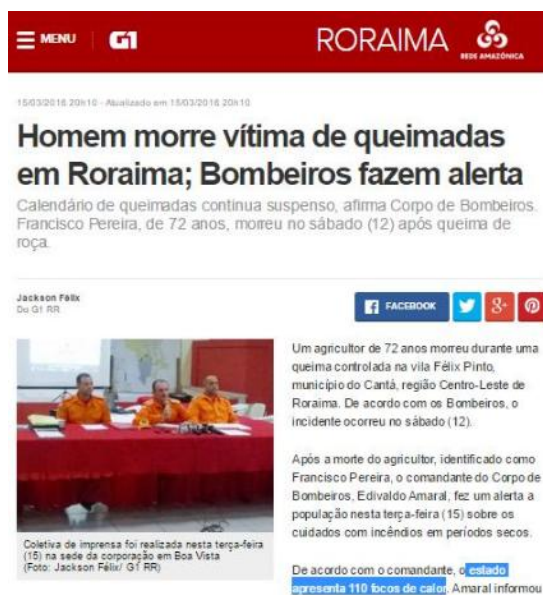 MENU
G1
RORAIMA
REDE AMAZÔNICA
15/03/2016 20h10 - Atualizado em 15/03/2016 20h10
Homem morre vítima de queimadas
em Roraima; Bombeiros fazem alerta
Calendário de queimadas continua suspenso, afirma Corpo de Bombeiros.
Francisco Pereira, de 72 anos, morreu no sábado (12) após queima de
roça.
Jackson Félix
Do G1 RR
FACEBOOK
Um agricultor de 72 anos morreu durante uma
queima controlada na vila Félix Pinto,
município do Cantá, região Centro-Leste de
Roraima. De acordo com os Bombeiros, o
incidente ocorreu no sábado (12).
Após a morte do agricultor, identificado como
Francisco Pereira, o comandante do Corpo de
Bombeiros, Edivaldo Amaral, fez um alerta a
população nesta terça-feira (15) sobre os
cuidados com incêndios em períodos secos.
De acordo com o comandante, o estado
apresenta 110 focos de calor. Amaral informou
Coletiva de imprensa foi realizada nesta terça-feira
(15) na sede da corporação em Boa Vista
(Foto: Jackson Félix/ G1 RR)